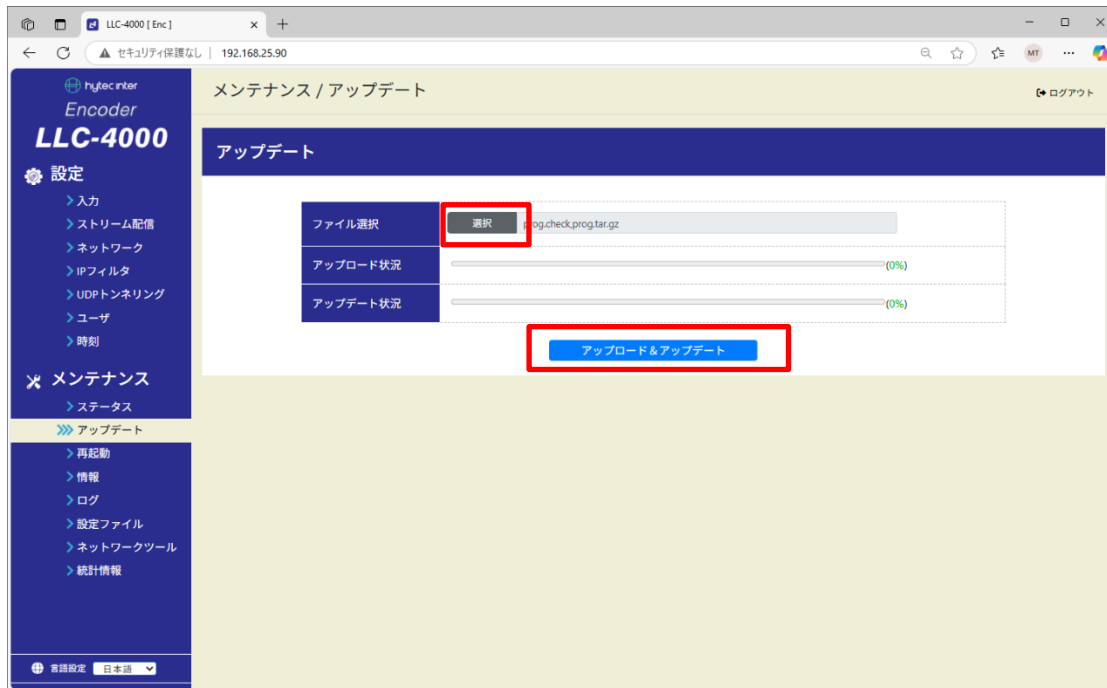 LLC-4000 [ Enc ]
セキュリティ保護なし
192.168.25.90
MT
hytec inter
Encoder
LLC-4000
設定
入力
ストリーム配信
ネットワーク
IPフィルタ
UDPトンネリング
ユーザ
時刻
メンテナンス
ステータス
アップデート
再起動
情報
ログ
設定ファイル
ネットワークツール
統計情報
言語設定 日本語
メンテナンス / アップデート
ログアウト
アップデート
ファイル選択 選択 prog.check,prog.tar.gz
アップロード状況 (0%)
アップデート状況 (0%)
アップロード＆アップデート